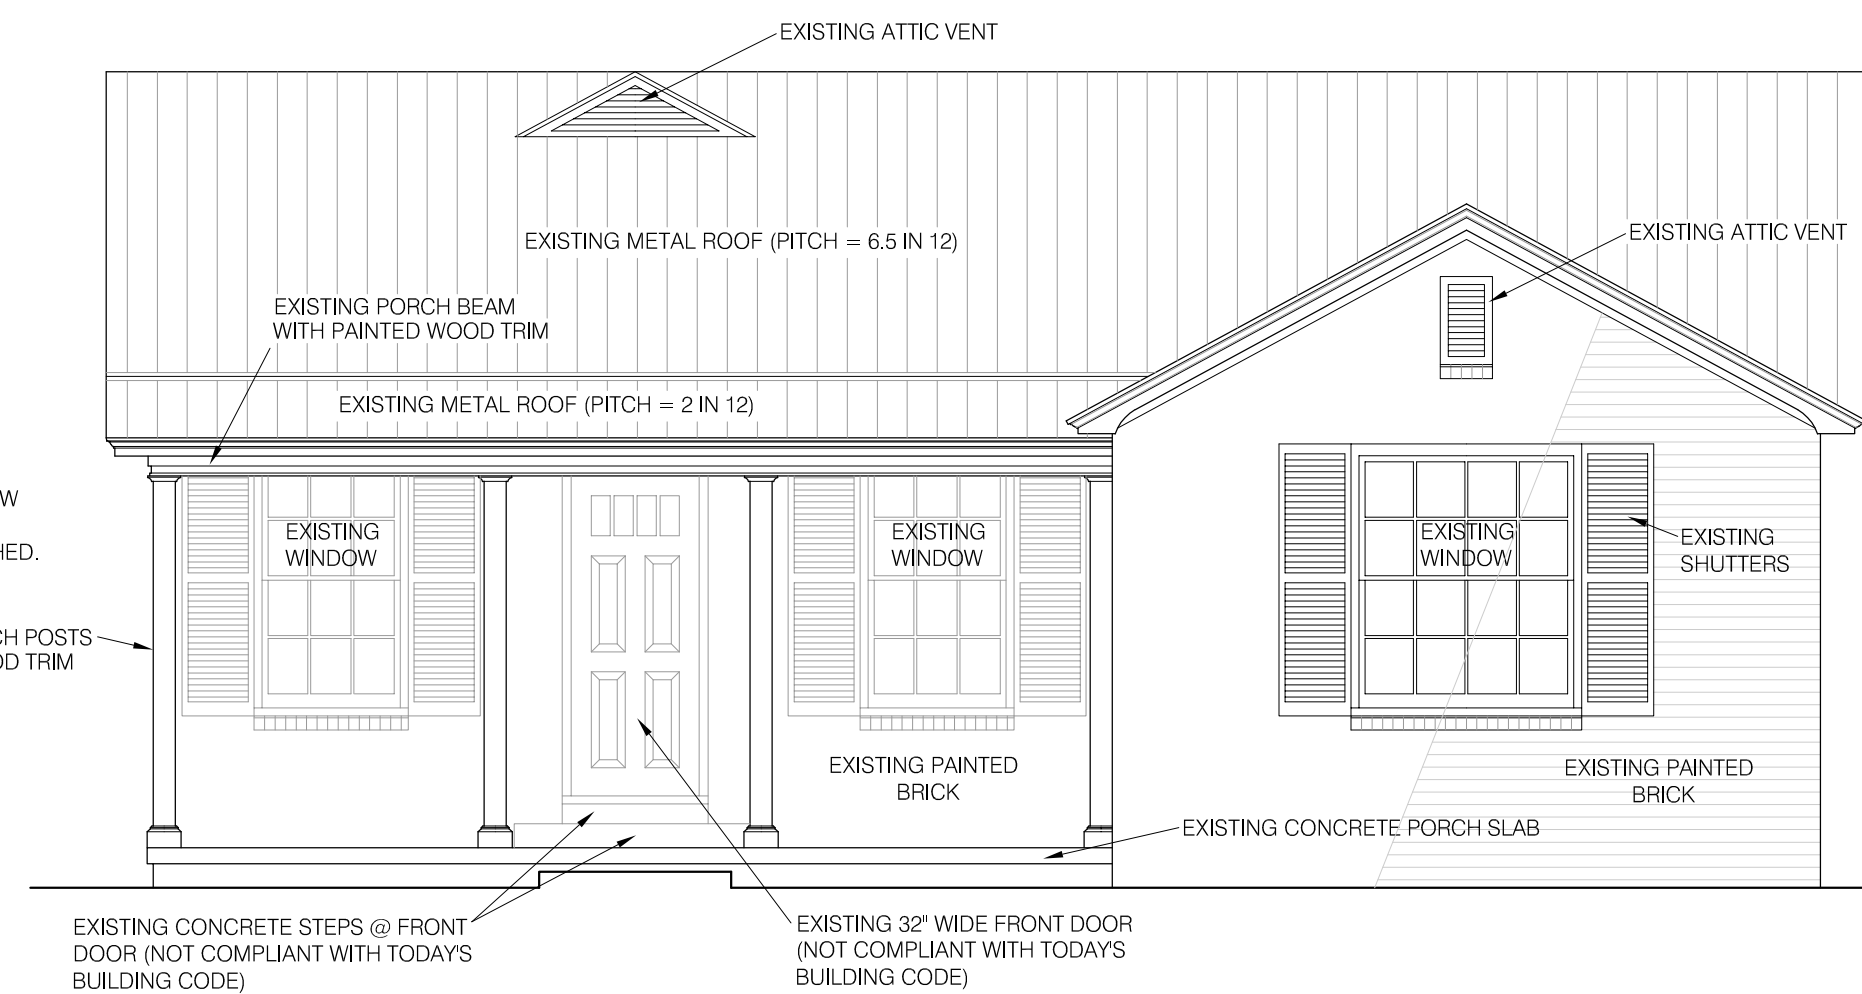 EXISTING ATTIC VENT
EXISTING ATTIC VENT
EXISTING METAL ROOF (PITCH = 6.5 IN 12)
EXISTING PORCH BEAM
WITH PAINTED WOOD TRIM
EXISTING METAL ROOF (PITCH = 2 IN 12)
EXISTING
WINDOW
EXISTING
WINDOW
EXISTING
WINDOW
EXISTING
SHUTTERS
POSTS
TRIM
EXISTING PAINTED
BRICK
EXISTING PAINTED
BRICK
EXISTING CONCRETE PORCH SLAB
EXISTING CONCRETE STEPS @ FRONT
DOOR (NOT COMPLIANT WITH TODAY'S
BUILDING CODE)
EXISTING 32" WIDE FRONT DOOR
(NOT COMPLIANT WITH TODAY'S
BUILDING CODE)